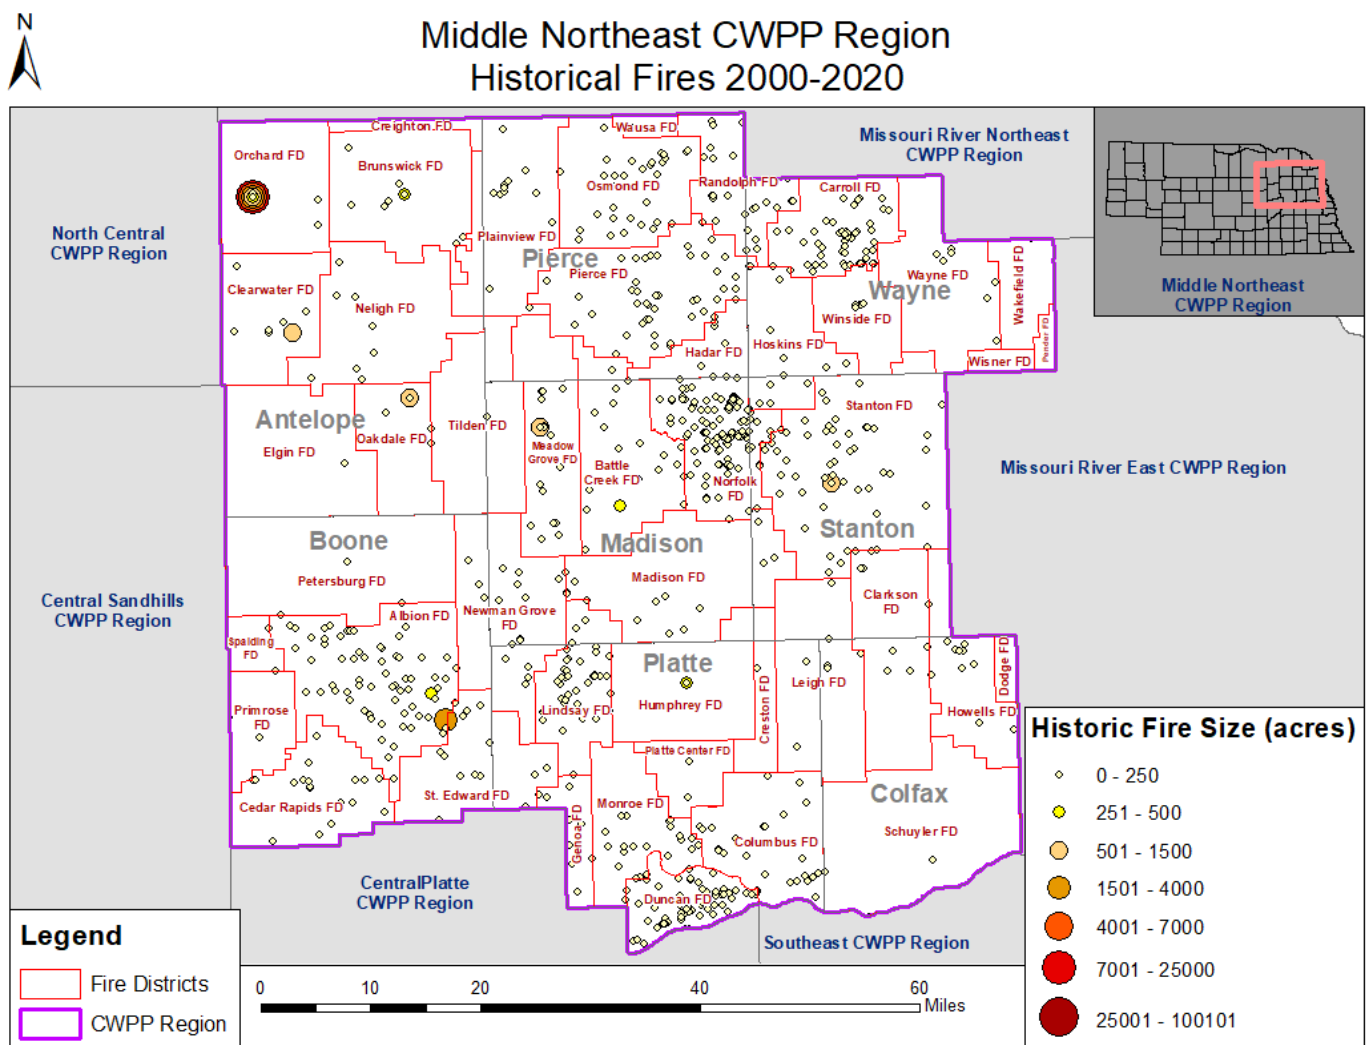 N
Middle Northeast CWPP Region
Historical Fires 2000-2020
Missouri River Northeast
CWPP Region
North Central
CWPP Region
Middle Northeast
CWPP Region
Creighton FD
Wausa FD
Orchard FD
Brunswick FD
Osmond FD
Randolph FD
Carroll FD
Plainview FD
Pierce
Pierce FD
Wayne FD
Wayne
Wakefield FD
Clearwater FD
Neligh FD
Winside FD
Pender FD
Hadar FD
Hoskins FD
Wisner FD
Antelope
Elgin FD
Oakdale FD
Tilden FD
Meadow
Grove FD
Battle
Creek FD
Norfolk
FD
Stanton FD
Missouri River East CWPP Region
Stanton
Boone
Petersburg FD
Madison
Madison FD
Central Sandhills
CWPP Region
Albion FD
Newman Grove
FD
Clarkson
FD
Spalding
FD
Platte
Primrose
FD
Lindsay FD
Humphrey FD
Creston FD
Leigh FD
Dodge FD
Howells FD
Platte Center FD
Cedar Rapids FD
St. Edward FD
Genoa FD
Monroe FD
Columbus FD
Colfax
Schuyler FD
Duncan FD
CentralPlatte
CWPP Region
Southeast CWPP Region
Historic Fire Size (acres)
0 - 250
251 - 500
501 - 1500
1501 - 4000
4001 - 7000
7001 - 25000
25001 - 100101
Legend
Fire Districts
CWPP Region
0 10 20 40 60
Miles